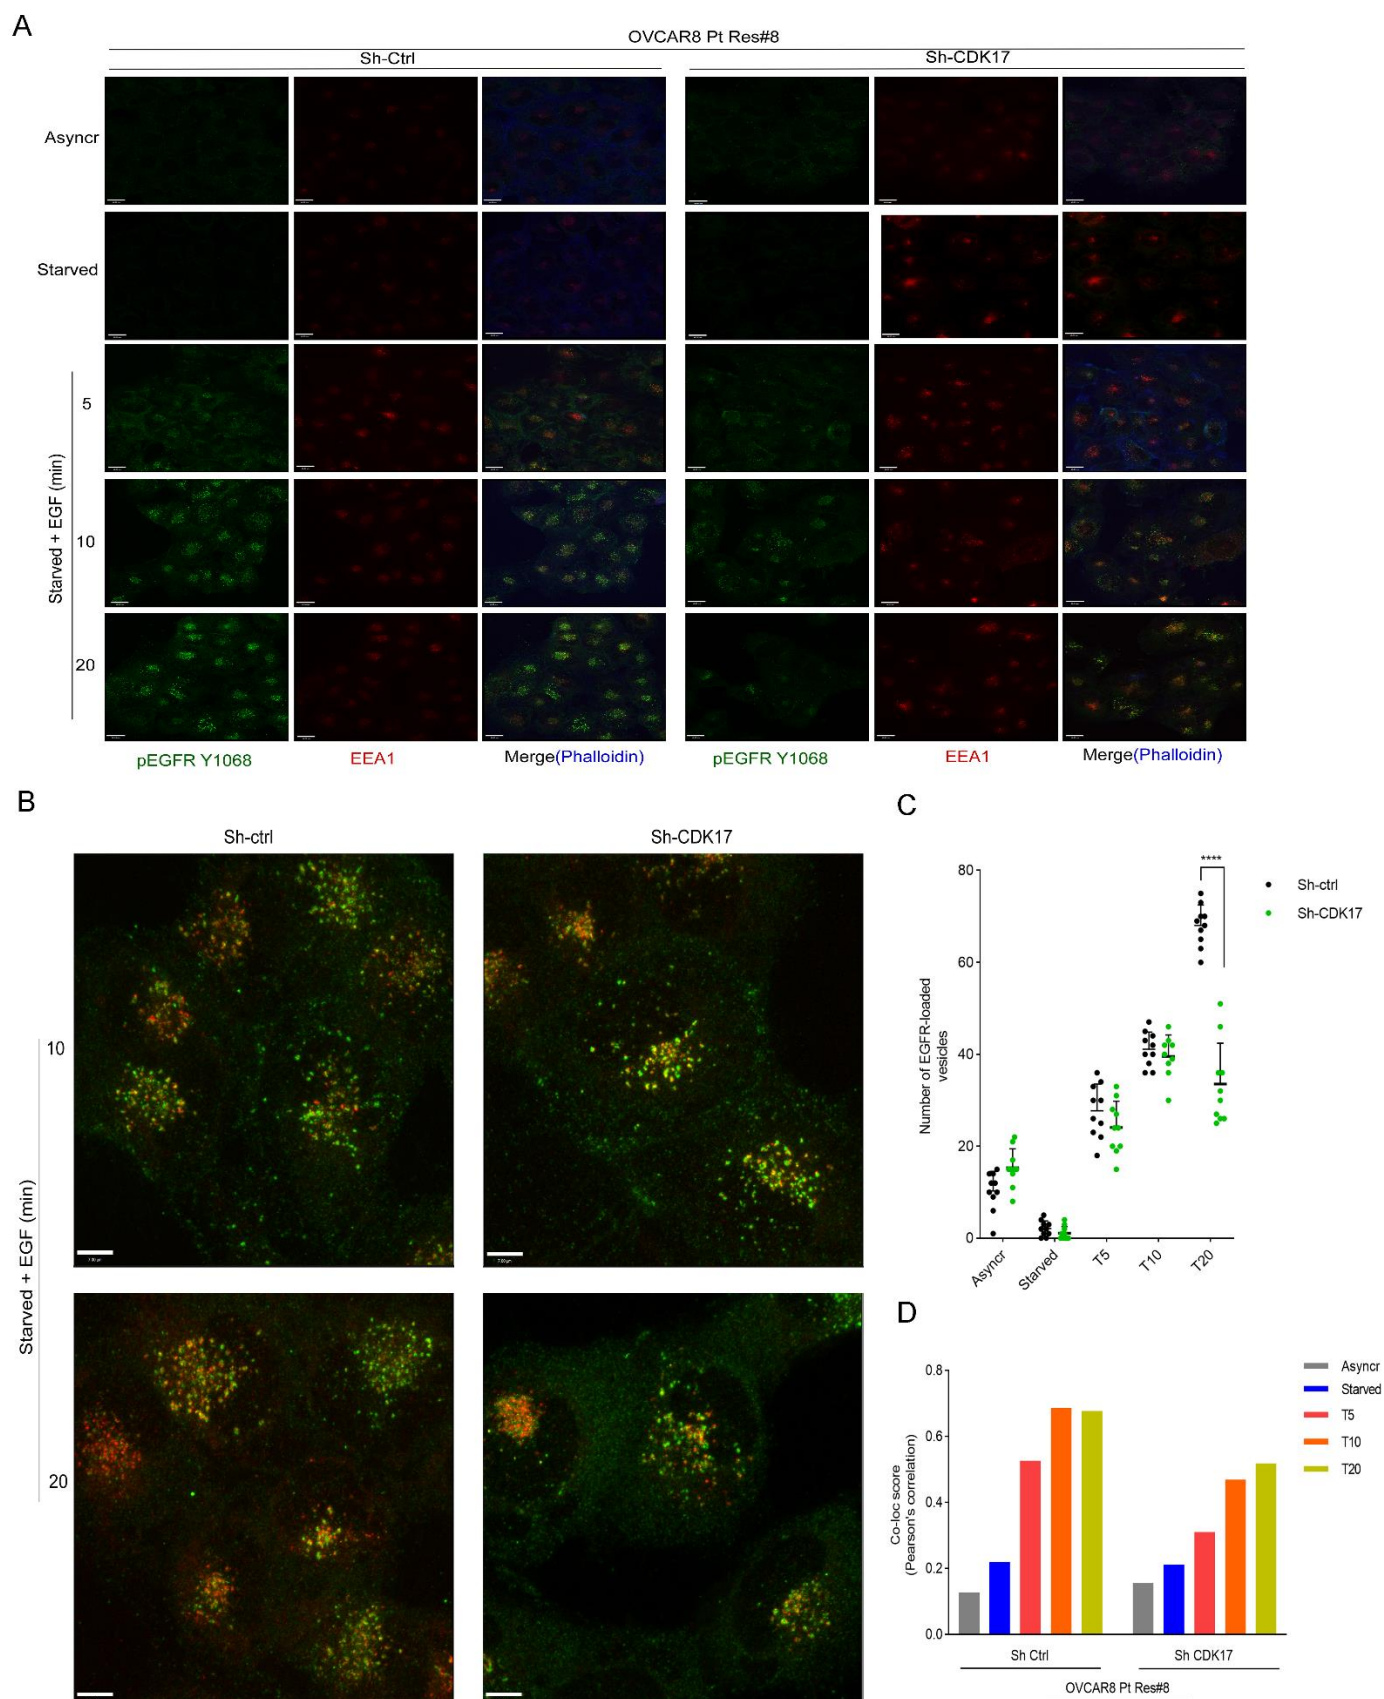 A
OVCAR8 Pt Res#8
Sh-Ctrl
Sh-CDK17
Asyncr
Starved
Starved + EGF (min)
5
10
20
pEGFR Y1068
EEA1
Merge(Phalloidin)
pEGFR Y1068
EEA1
Merge(Phalloidin)
B
Sh-ctrl
Sh-CDK17
Starved + EGF (min)
10
20
C
Number of EGFR-loaded
vesicles
80
60
40
20
0
****
Sh-ctrl
Sh-CDK17
Asyncr
Starved
T5
T10
T20
D
Co-loc score
(Pearson's correlation)
0.8
0.6
0.4
0.2
0.0
Asyncr
Starved
T5
T10
T20
Sh Ctrl
Sh CDK17
OVCAR8 Pt Res#8